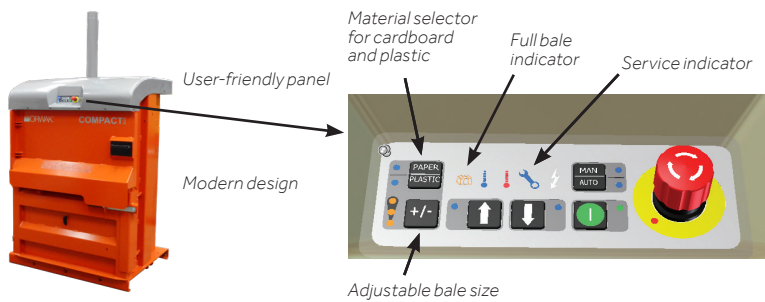 Material selector
for cardboard
and plastic
Full bale
indicator
Service indicator
User-friendly panel
ORWAK COMPACT
Modern design
PAPER
PLASTIC
MAN
AUTO
+/-
Adjustable bale size